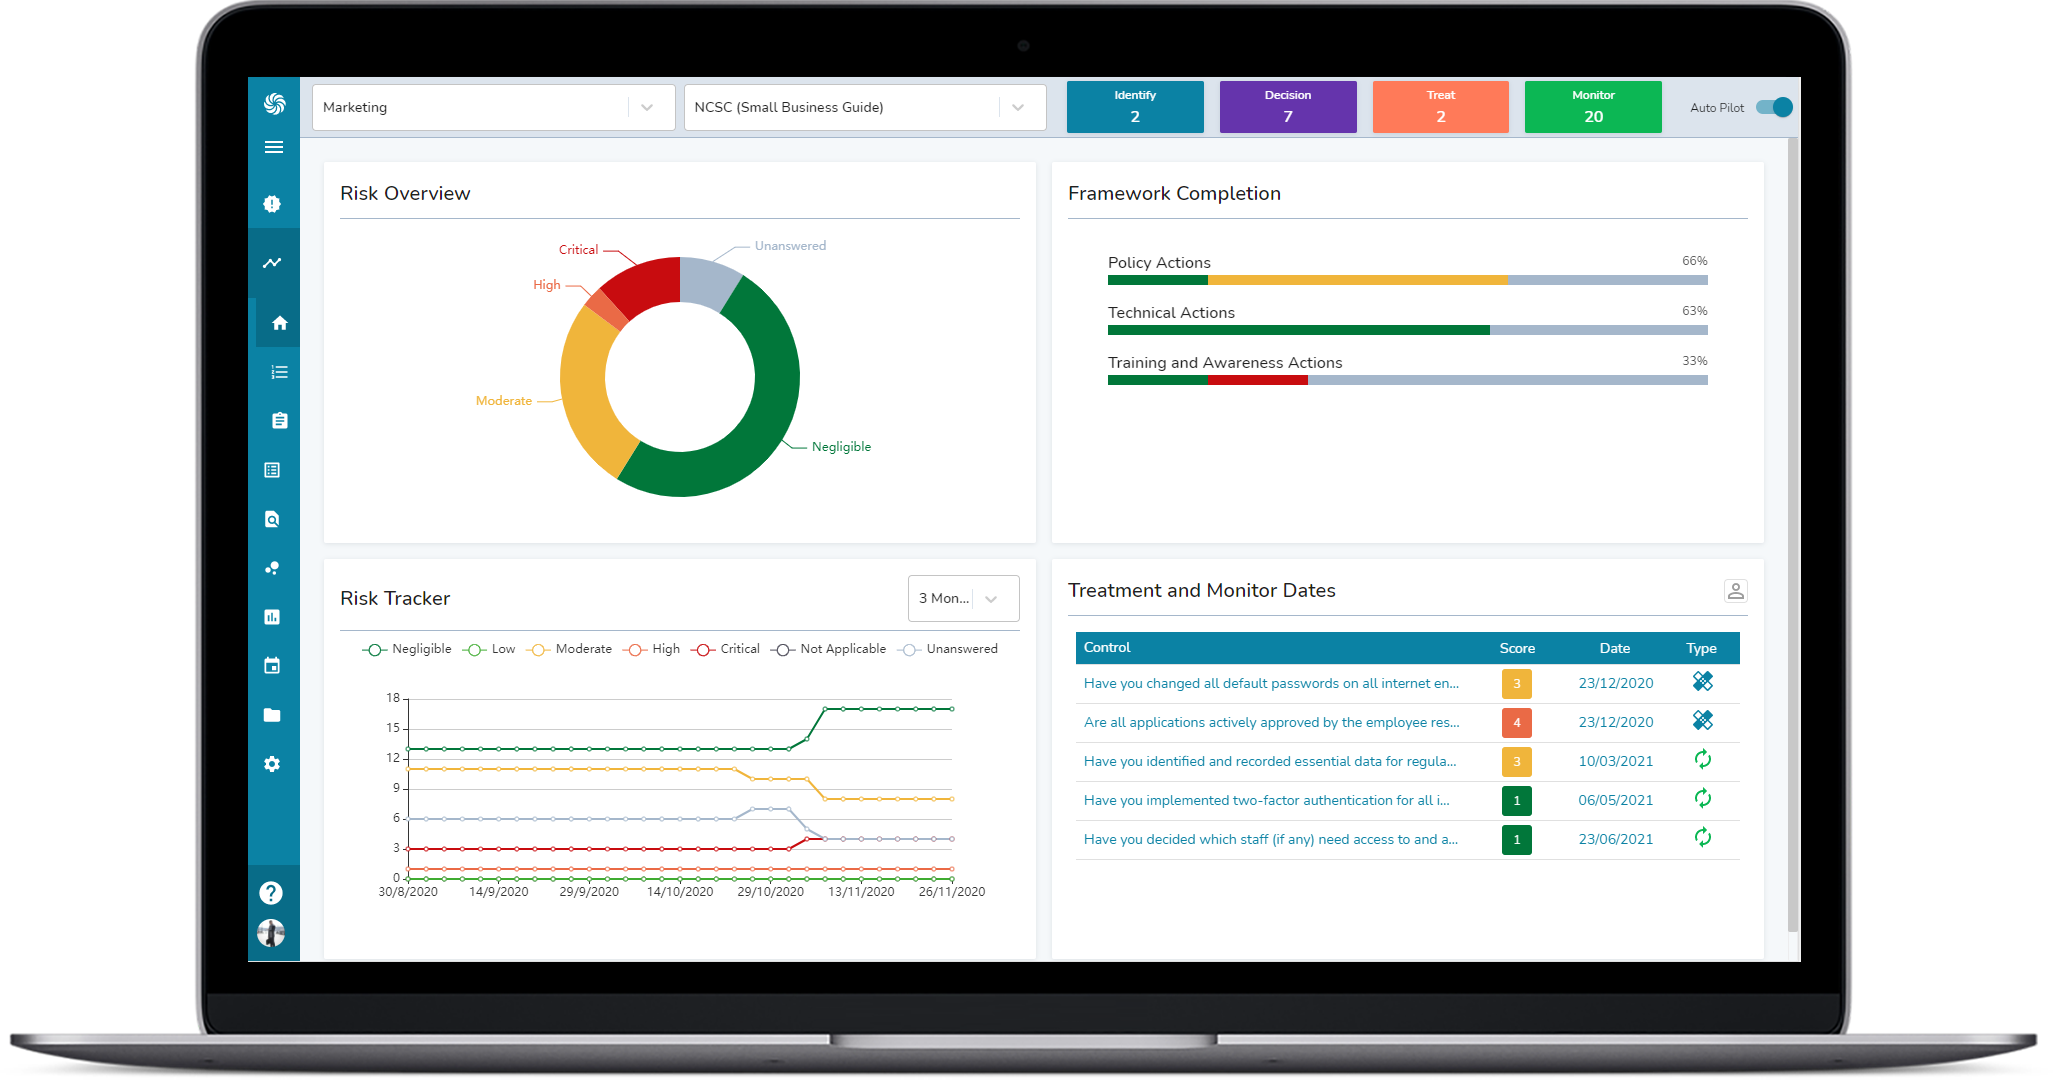 Marketing
NCSC (Small Business Guide)
Identify
2
Decision
7
Treat
2
Monitor
20
Auto Pilot
Risk Overview
Critical
Unanswered
High
Moderate
Negligible
Framework Completion
Policy Actions 66%
Technical Actions 63%
Training and Awareness Actions 33%
Risk Tracker
3 Mon...
Negligible Low Moderate High Critical Not Applicable Unanswered
18
15
12
9
6
3
0
30/8/2020 14/9/2020 29/9/2020 14/10/2020 29/10/2020 13/11/2020 26/11/2020
Treatment and Monitor Dates
Control Score Date Type
Have you changed all default passwords on all internet en... 3 23/12/2020
Are all applications actively approved by the employee res... 4 23/12/2020
Have you identified and recorded essential data for regula... 3 10/03/2021
Have you implemented two-factor authentication for all i... 1 06/05/2021
Have you decided which staff (if any) need access to and a... 1 23/06/2021